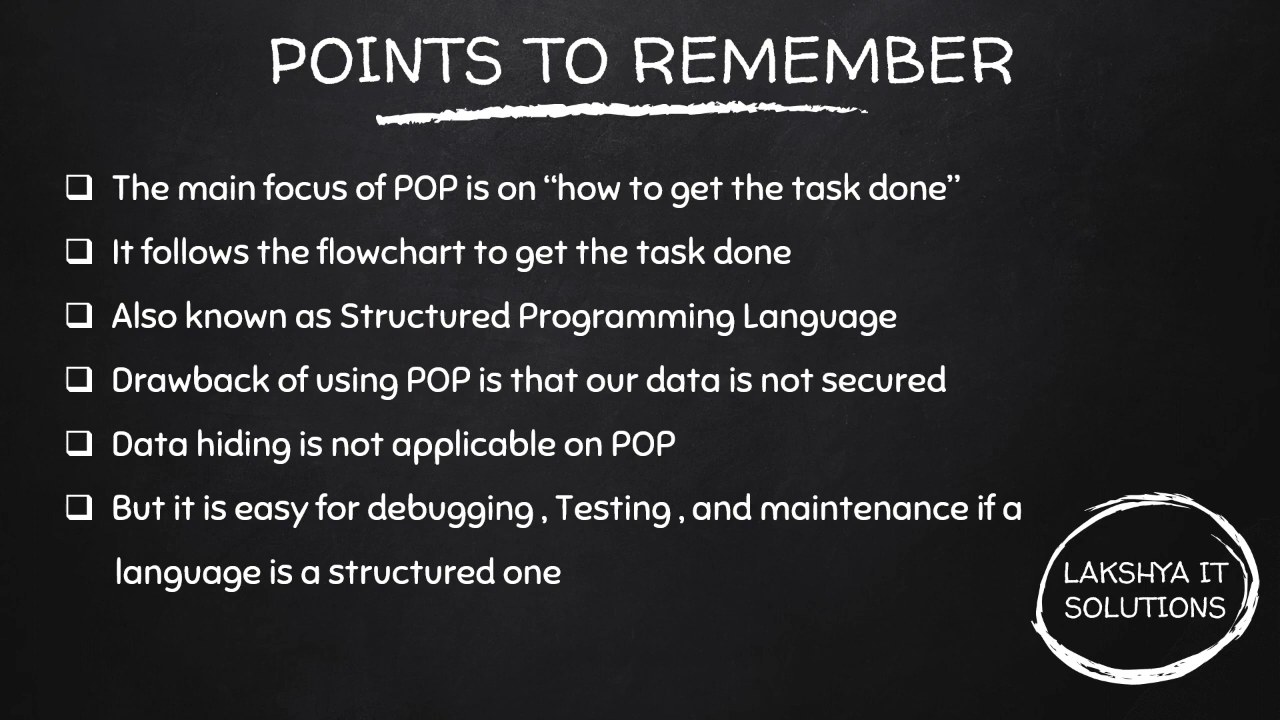 POINTS TO REMEMBER
❑ The main focus of POP is on “how to get the task done”
❑ It follows the flowchart to get the task done
❑ Also known as Structured Programming Language
❑ Drawback of using POP is that our data is not secured
❑ Data hiding is not applicable on POP
❑ But it is easy for debugging , Testing , and maintenance if a
language is a structured one
LAKSHYA IT
SOLUTIONS